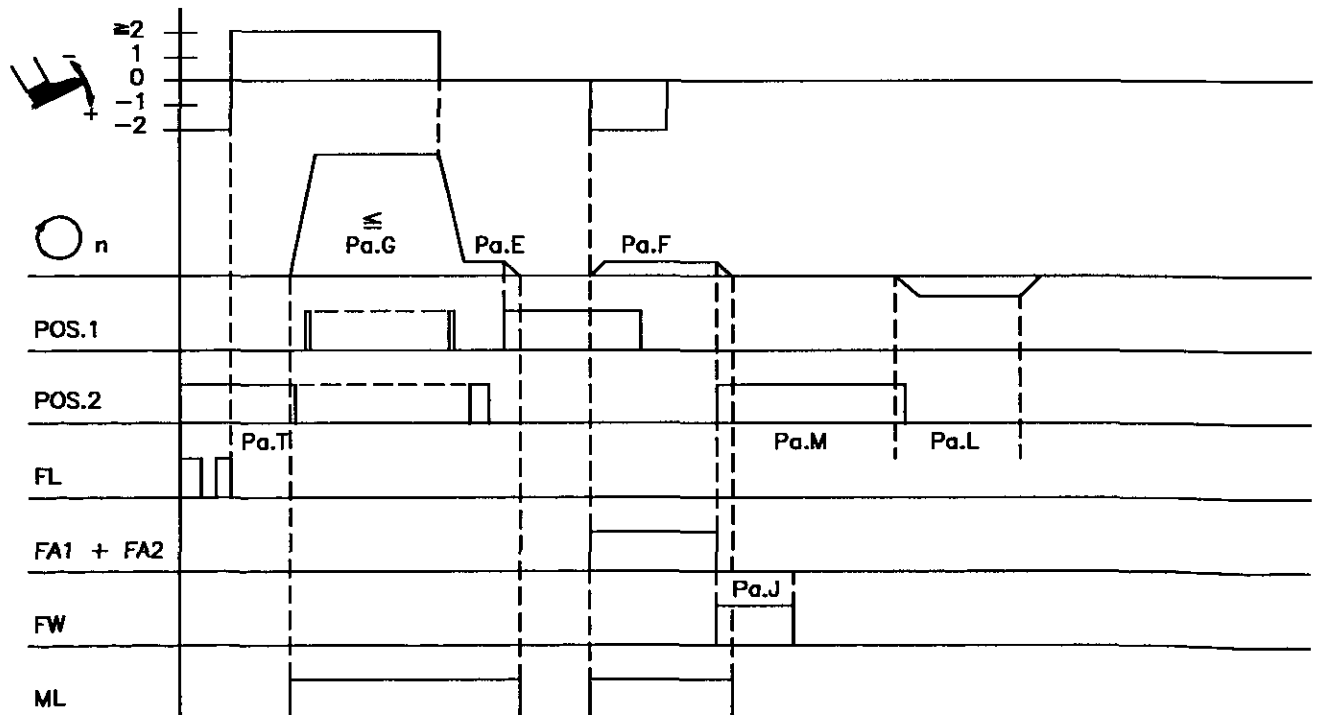 ≧2
1
0
-1
-2
-
+
n
≦
Pa.G
Pa.E
Pa.F
POS.1
POS.2
Pa.T
Pa.M
Pa.L
FL
FA1 + FA2
Pa.J
FW
ML